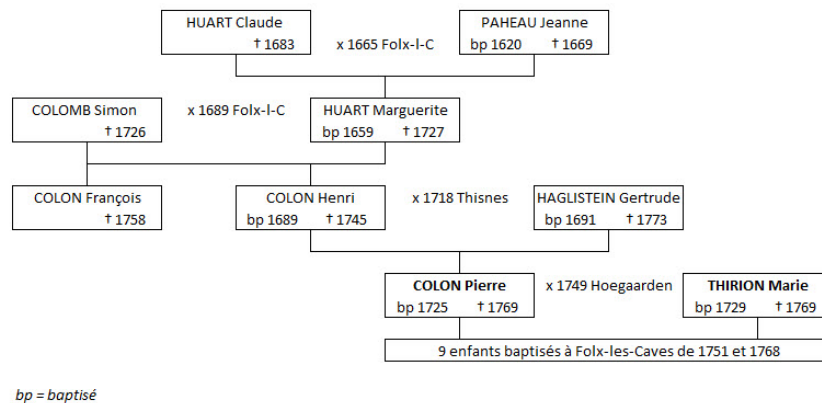 HUART Claude
† 1683
x 1665 Folx-l-C
PAHEAU Jeanne
bp 1620 † 1669
COLOMB Simon
† 1726
x 1689 Folx-l-C
HUART Marguerite
bp 1659 † 1727
COLON François
† 1758
COLON Henri
bp 1689 † 1745
x 1718 Thisnes
HAGLISTEIN Gertrude
bp 1691 † 1773
COLON Pierre
bp 1725 † 1769
x 1749 Hoegaarden
THIRION Marie
bp 1729 † 1769
9 enfants baptisés à Folx-les-Caves de 1751 et 1768
bp = baptisé